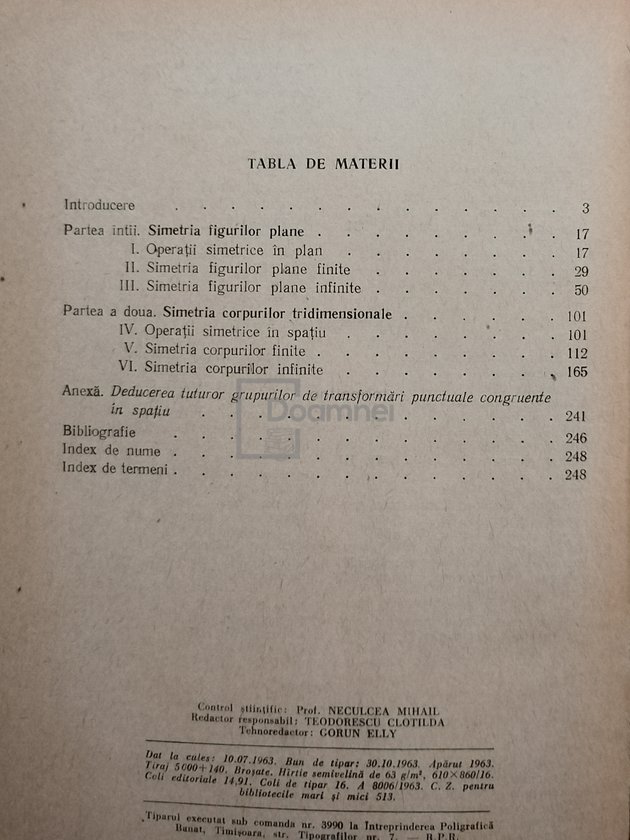 TABLA DE MATERII
Introducere . . . . . . . . . . . . . 3
Partea intii. Simetria figurilor plane . . . . . . . . 17
I. Operații simetrice în plan . . . . . . . 17
II. Simetria figurilor plane finite . . . . . . . 29
III. Simetria figurilor plane infinite . . . . . . . 50
Partea a doua. Simetria corpurilor tridimensionale . . . . . 101
IV. Operații simetrice în spațiu . . . . . . . 101
V. Simetria corpurilor finite . . . . . . . . 112
VI. Simetria corpurilor infinite . . . . . . . 165
Anexă. Deducerea tuturor grupurilor de transformări punctuale congruente
în spațiu . . . . . . . . . . . . 241
Bibliografie . . . . . . . . . . . . . 246
Index de nume . . . . . . . . . . . . . 248
Index de termeni . . . . . . . . . . . . . 248
Doamnei
Control științific: Prof. NECULCEA MIHAIL
Redactor responsabil: TEODORESCU CLOTILDA
Tehnoredactor: GORUN ELLY
Dat la cules: 10.07.1963. Bun de tipar: 30.10.1963. Apărut 1963.
Tiraj 5 000+140. Broșate. Hîrtie semivelină de 63 g/m², 610×860/16.
Coli editoriale 14,91. Coli de tipar 16. A 8006/1963. C. Z. pentru
bibliotecile mari și mici 513.
Tiparul executat sub comanda nr. 3990 la Intreprinderea Poligrafică
Banat, Timișoara, str. Tipografilor nr. 7. — R.P.R.